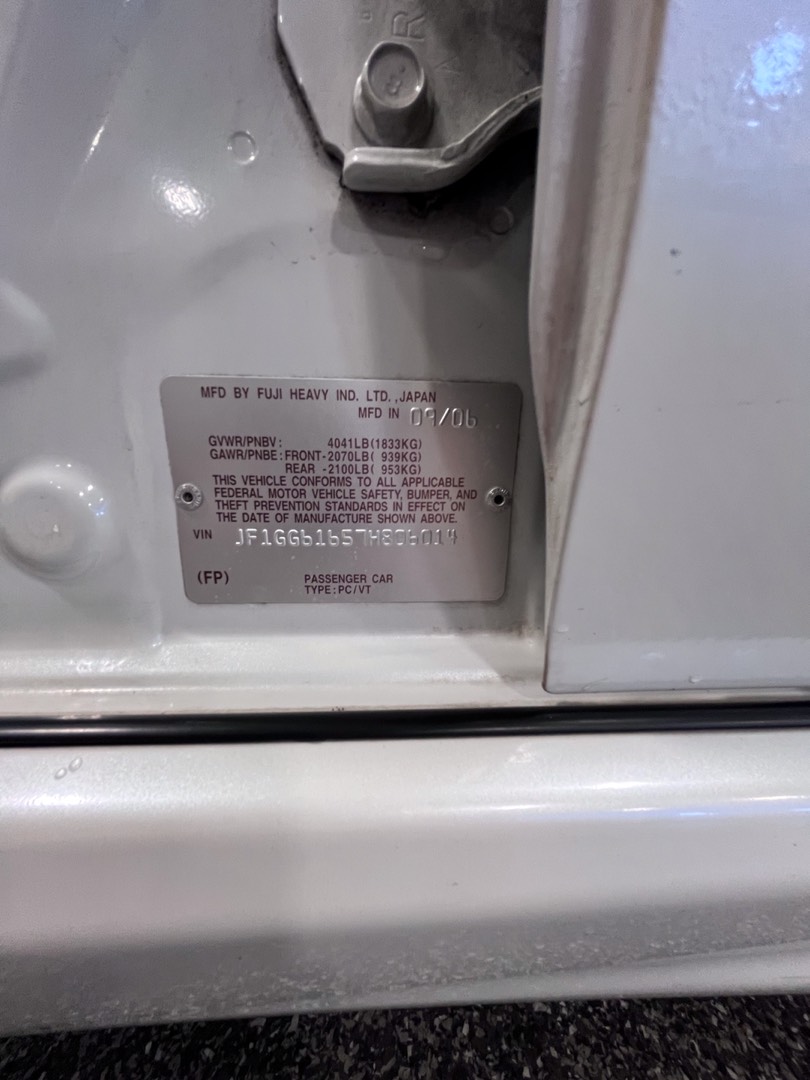 MFD BY FUJI HEAVY IND. LTD.,JAPAN
MFD IN 09/06
GVWR/PNBV: 4041LB(1833KG)
GAWR/PNBE:FRONT-2070LB( 939KG)
REAR -2100LB( 953KG)
THIS VEHICLE CONFORMS TO ALL APPLICABLE
FEDERAL MOTOR VEHICLE SAFETY, BUMPER, AND
THEFT PREVENTION STANDARDS IN EFFECT ON
THE DATE OF MANUFACTURE SHOWN ABOVE.
VIN JF1GG61657H806014
(FP) PASSENGER CAR
TYPE:PC/VT